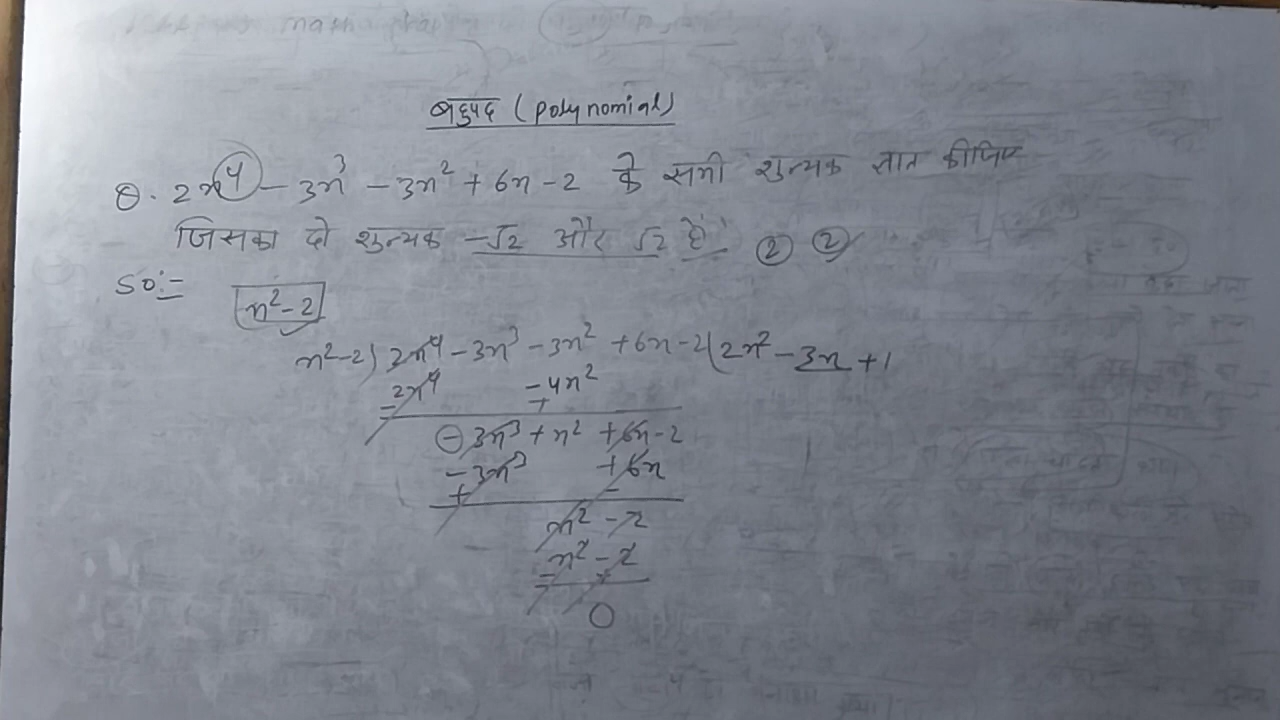 बहुपद (polynomial)
Q. 2x⁴ - 3x³ - 3x² + 6x - 2 के सभी शुन्यक ज्ञात कीजिए
जिसका दो शुन्यक -√2 और √2 हैं। ② ②
So:=
x²-2
x²-2) 2x⁴ - 3x³ - 3x² + 6x - 2 (2x² - 3x + 1
2x⁴ - 4x²
- +
- 3x³ + x² + 6x - 2
- 3x³ + 6x
+ -
x² - 2
x² - 2
- +
0